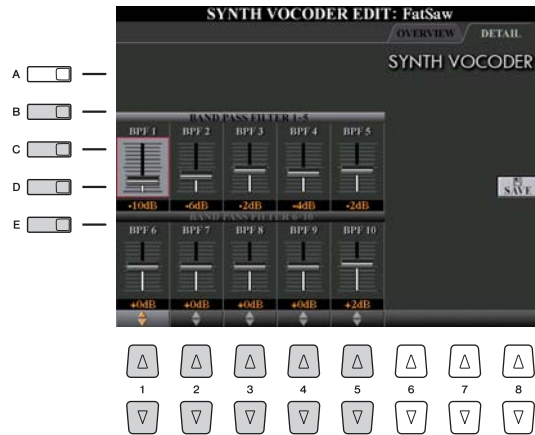 SYNTH VOCODER EDIT: FatSaw
OVERVIEW DETAIL
SYNTH VOCODER
A
B
BAND PASS FILTER 1-5
BPF 1 BPF 2 BPF 3 BPF 4 BPF 5
C
D
SAVE
-10dB -6dB -2dB -4dB -2dB
BAND PASS FILTER 6-10
E
BPF 6 BPF 7 BPF 8 BPF 9 BPF 10
+0dB +0dB +0dB +0dB +2dB
1 2 3 4 5 6 7 8